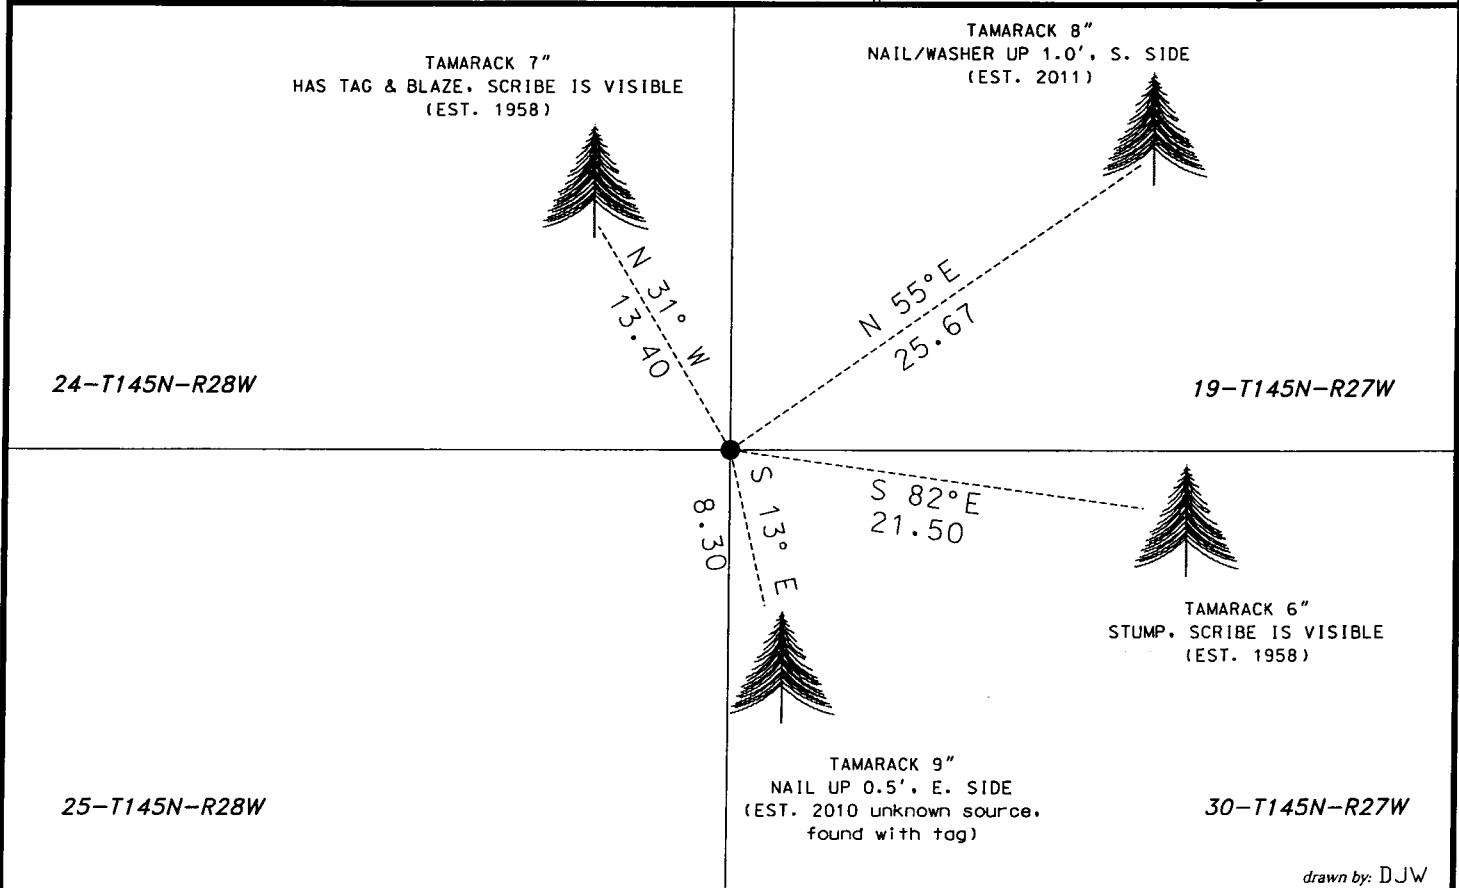 TAMARACK 7"
HAS TAG & BLAZE. SCRIBE IS VISIBLE
(EST. 1958)
TAMARACK 8"
NAIL/WASHER UP 1.0', S. SIDE
(EST. 2011)
N 31° W
13.40
N 55°E
25.67
24-T145N-R28W
19-T145N-R27W
S 82°E
21.50
S 13° E
8.30
TAMARACK 6"
STUMP. SCRIBE IS VISIBLE
(EST. 1958)
TAMARACK 9"
NAIL UP 0.5', E. SIDE
(EST. 2010 unknown source,
found with tag)
25-T145N-R28W
30-T145N-R27W
drawn by: DJW